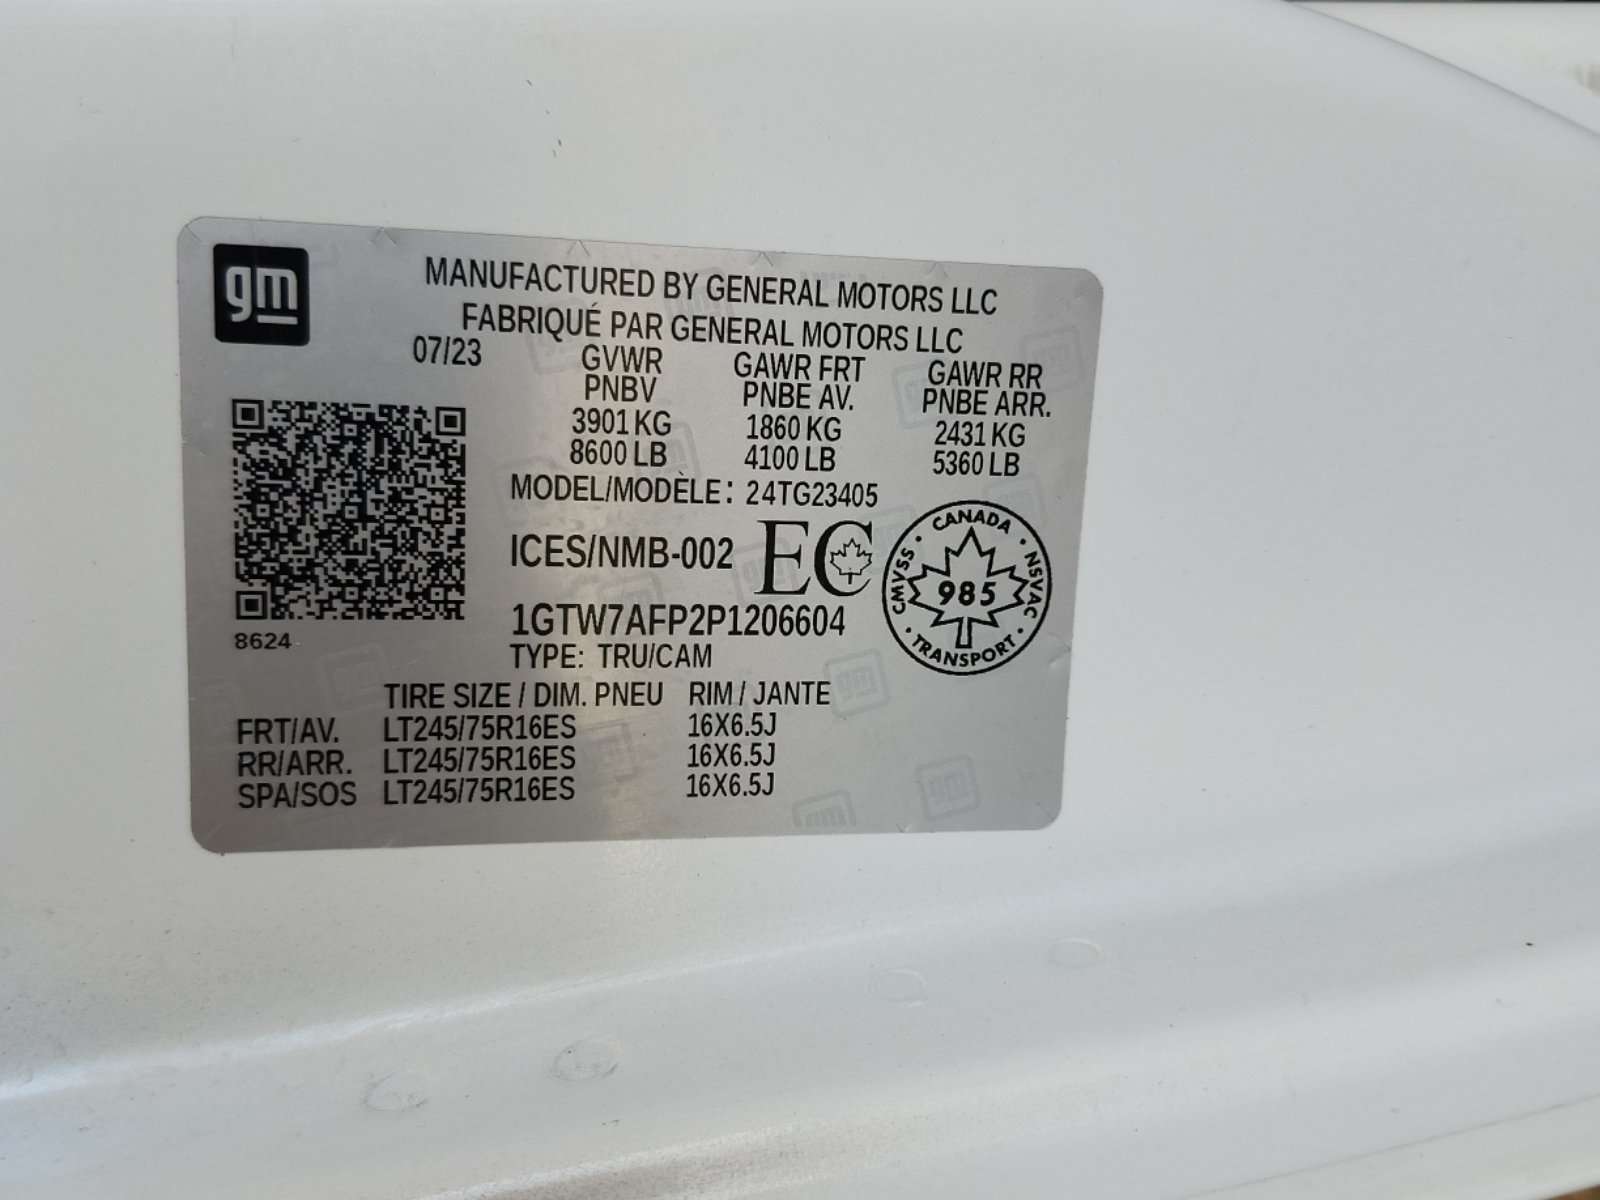 gm
MANUFACTURED BY GENERAL MOTORS LLC
FABRIQUÉ PAR GENERAL MOTORS LLC
07/23
GVWR GAWR FRT GAWR RR
PNBV PNBE AV. PNBE ARR.
3901 KG 1860 KG 2431 KG
8600 LB 4100 LB 5360 LB
MODEL/MODÈLE: 24TG23405
ICES/NMB-002 EC
CANADA
CMVSS 985 NSVAC
TRANSPORT
1GTW7AFP2P1206604
8624
TYPE: TRU/CAM
TIRE SIZE / DIM. PNEU RIM / JANTE
FRT/AV. LT245/75R16ES 16X6.5J
RR/ARR. LT245/75R16ES 16X6.5J
SPA/SOS LT245/75R16ES 16X6.5J